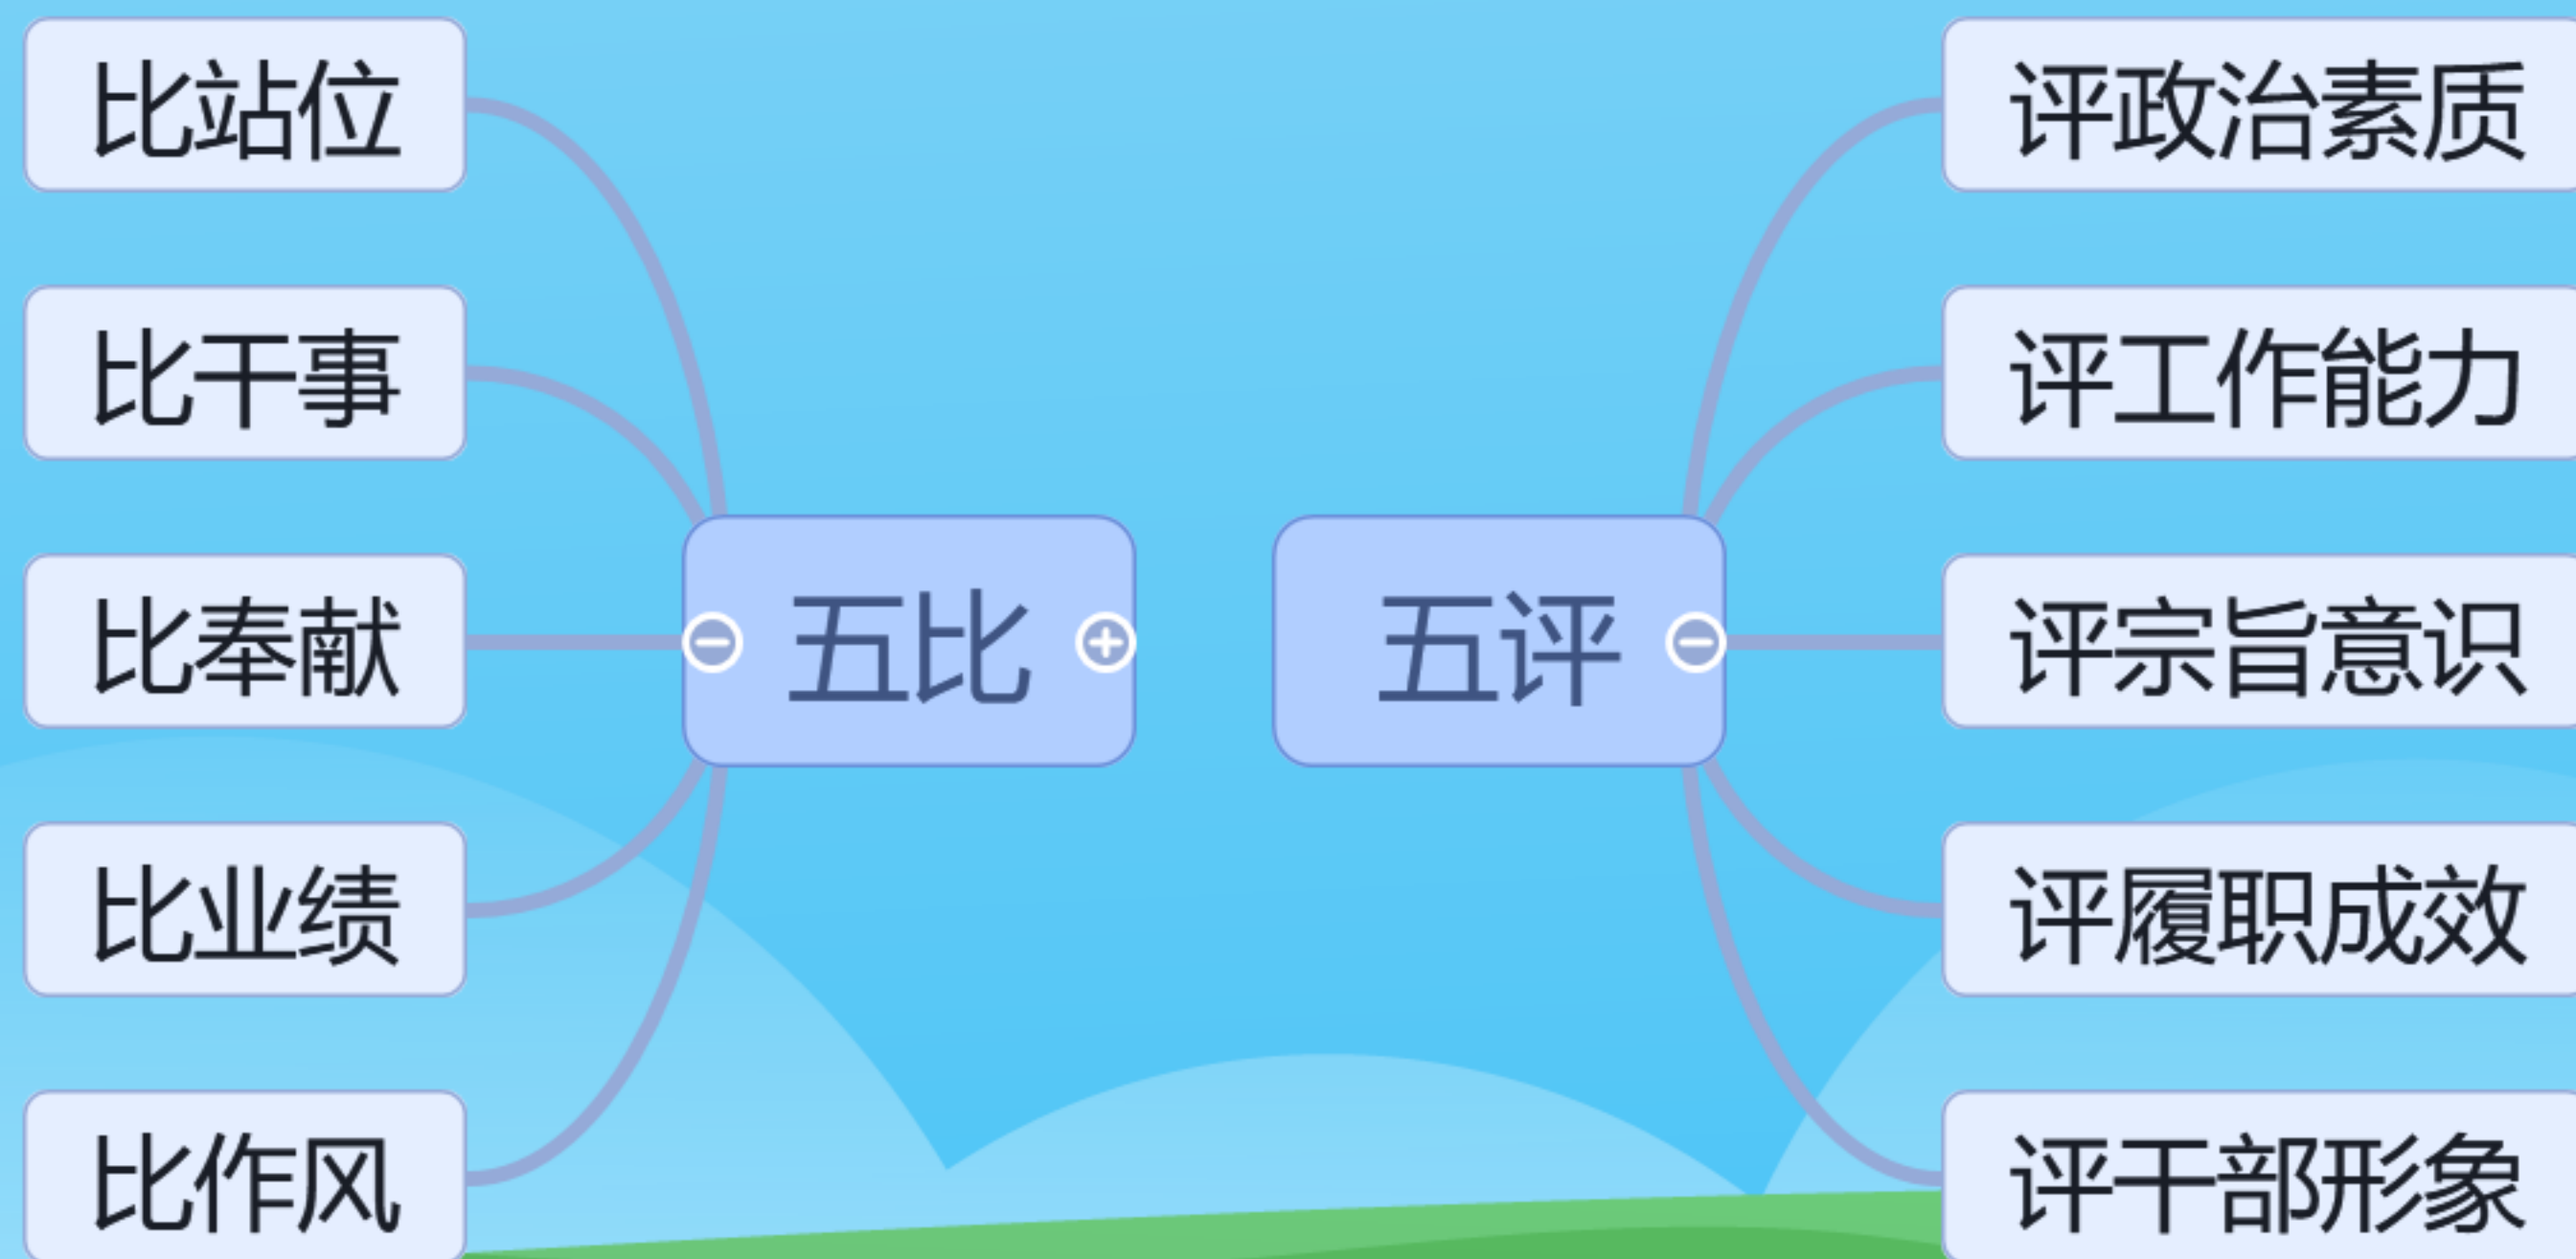 比站位
比干事
比奉献
比业绩
比作风
五比
五评
评政治素质
评工作能力
评宗旨意识
评履职成效
评干部形象